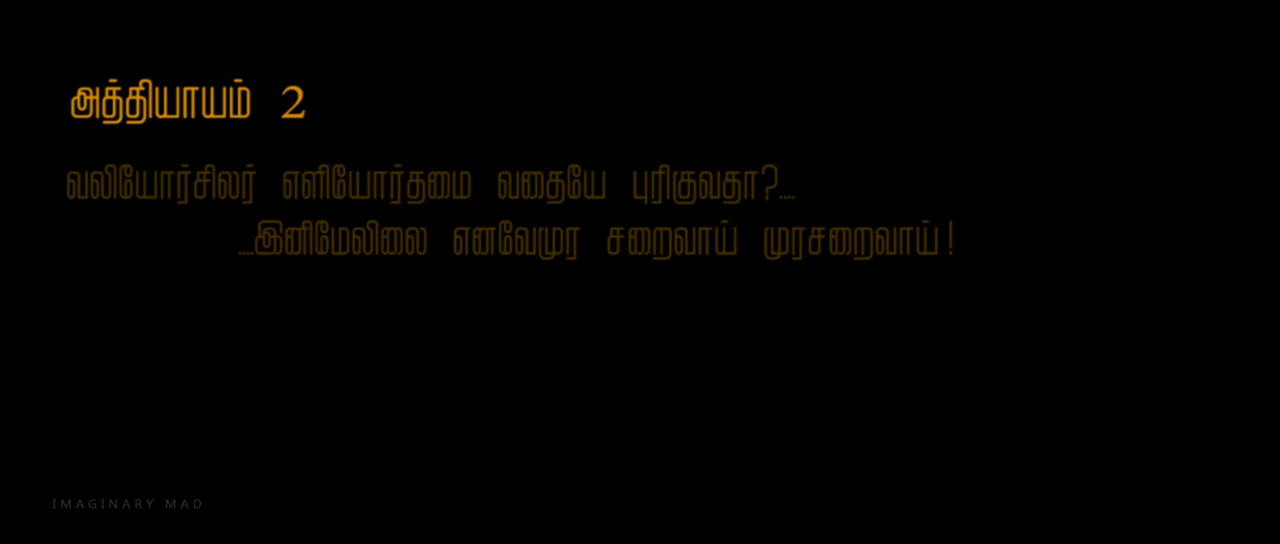 அத்தியாயம் 2
வலியோர்சிலர் எளியோர்தமை வதையே புரிகுவதா?....
....இனிமேலிலை எனவேமுர சறைவாய் முரசறைவாய்!
IMAGINARY MAD